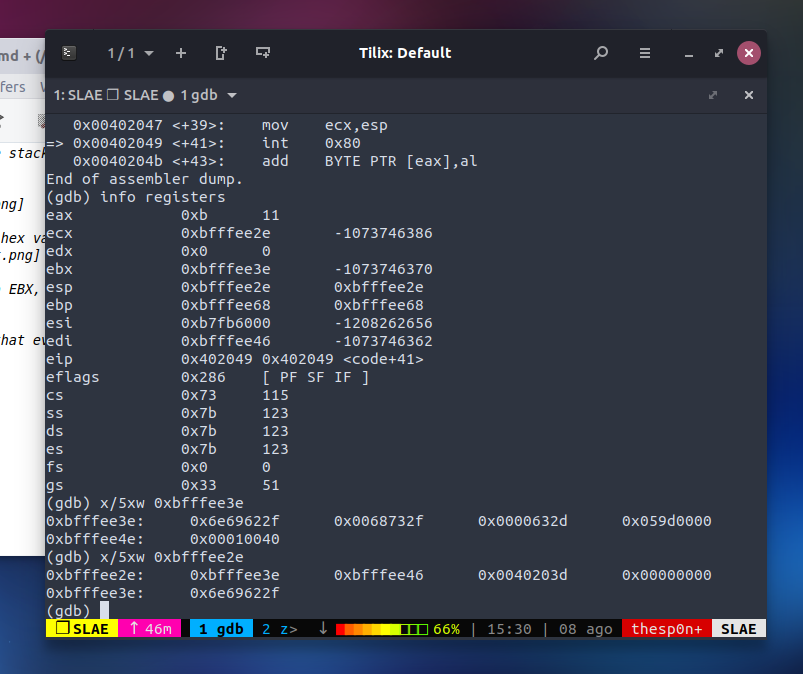 1 / 1
Tilix: Default
md + (/
fers
1: SLAE SLAE ● 1 gdb
0x00402047 <+39>: mov ecx,esp
=> 0x00402049 <+41>: int 0x80
0x0040204b <+43>: add BYTE PTR [eax],al
End of assembler dump.
(gdb) info registers
eax 0xb 11
ecx 0xbfffee2e -1073746386
edx 0x0 0
ebx 0xbfffee3e -1073746370
esp 0xbfffee2e 0xbfffee2e
ebp 0xbfffee68 0xbfffee68
esi 0xb7fb6000 -1208262656
edi 0xbfffee46 -1073746362
eip 0x402049 0x402049 <code+41>
eflags 0x286 [ PF SF IF ]
cs 0x73 115
ss 0x7b 123
ds 0x7b 123
es 0x7b 123
fs 0x0 0
gs 0x33 51
(gdb) x/5xw 0xbfffee3e
0xbfffee3e: 0x6e69622f 0x0068732f 0x0000632d 0x059d0000
0xbfffee4e: 0x00010040
(gdb) x/5xw 0xbfffee2e
0xbfffee2e: 0xbfffee3e 0xbfffee46 0x0040203d 0x00000000
0xbfffee3e: 0x6e69622f
(gdb)
stack
ng]
hex va
.png]
EBX,
hat ev
SLAE ↑ 46m 1 gdb 2 z> ↓ 66% | 15:30 | 08 ago thesp0n+ SLAE